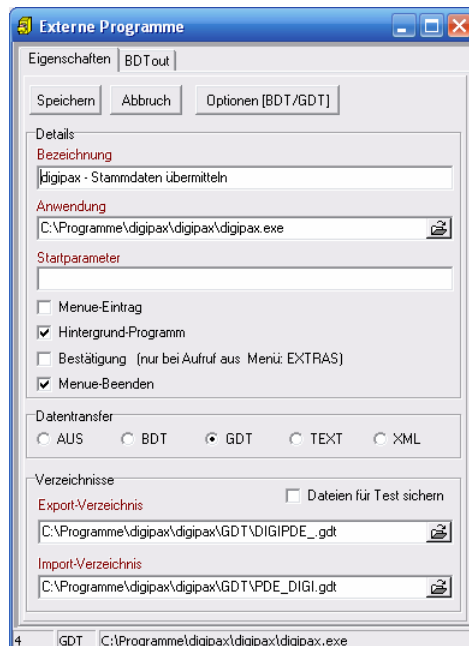 Externe Programme
Eigenschaften BDTout
Speichern Abbruch Optionen [BDT/GDT]
Details
Bezeichnung
digipax - Stammdaten übermitteln
Anwendung
C:\Programme\digipax\digipax\digipax.exe
Startparameter
Menue-Eintrag
Hintergrund-Programm
Bestätigung (nur bei Aufruf aus Menü: EXTRAS)
Menue-Beenden
Datentransfer
AUS BDT GDT TEXT XML
Verzeichnisse
Export-Verzeichnis Dateien für Test sichern
C:\Programme\digipax\digipax\GDT\DIGIPDE_.gdt
Import-Verzeichnis
C:\Programme\digipax\digipax\GDT\PDE_DIGI.gdt
4 GDT C:\Programme\digipax\digipax\digipax.exe